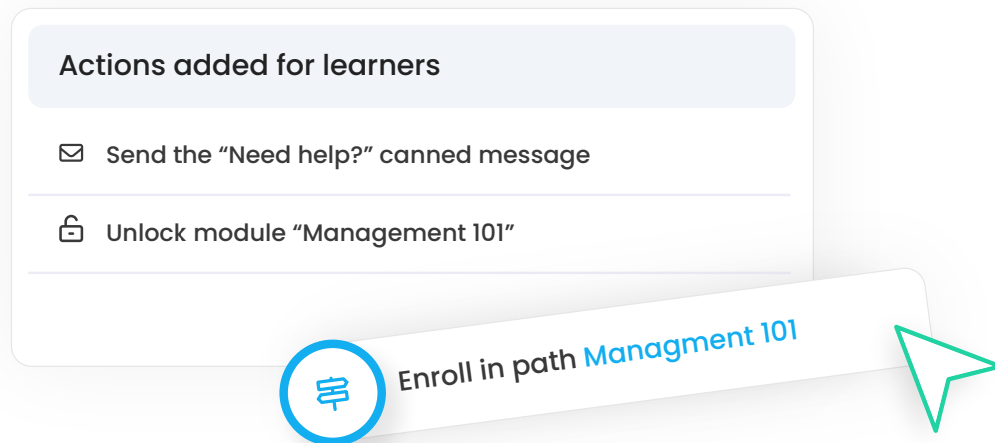 Actions added for learners
Send the “Need help?” canned message
Unlock module “Management 101”
Enroll in path Managment 101